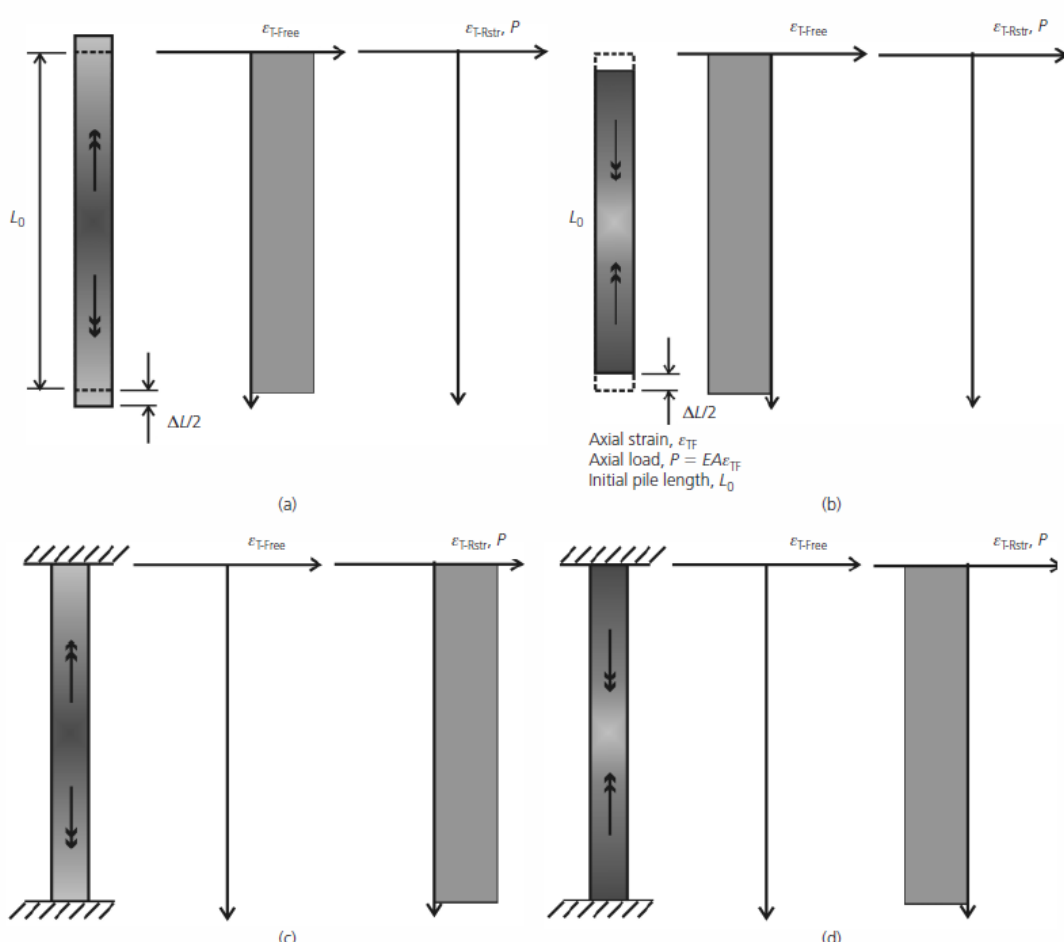 ε_T-Free
ε_T-Rstr, P
L_0
ΔL/2
(a)
ε_T-Free
ε_T-Rstr, P
L_0
ΔL/2
Axial strain, ε_TF
Axial load, P = EAε_TF
Initial pile length, L_0
(b)
ε_T-Free
ε_T-Rstr, P
(c)
ε_T-Free
ε_T-Rstr, P
(d)